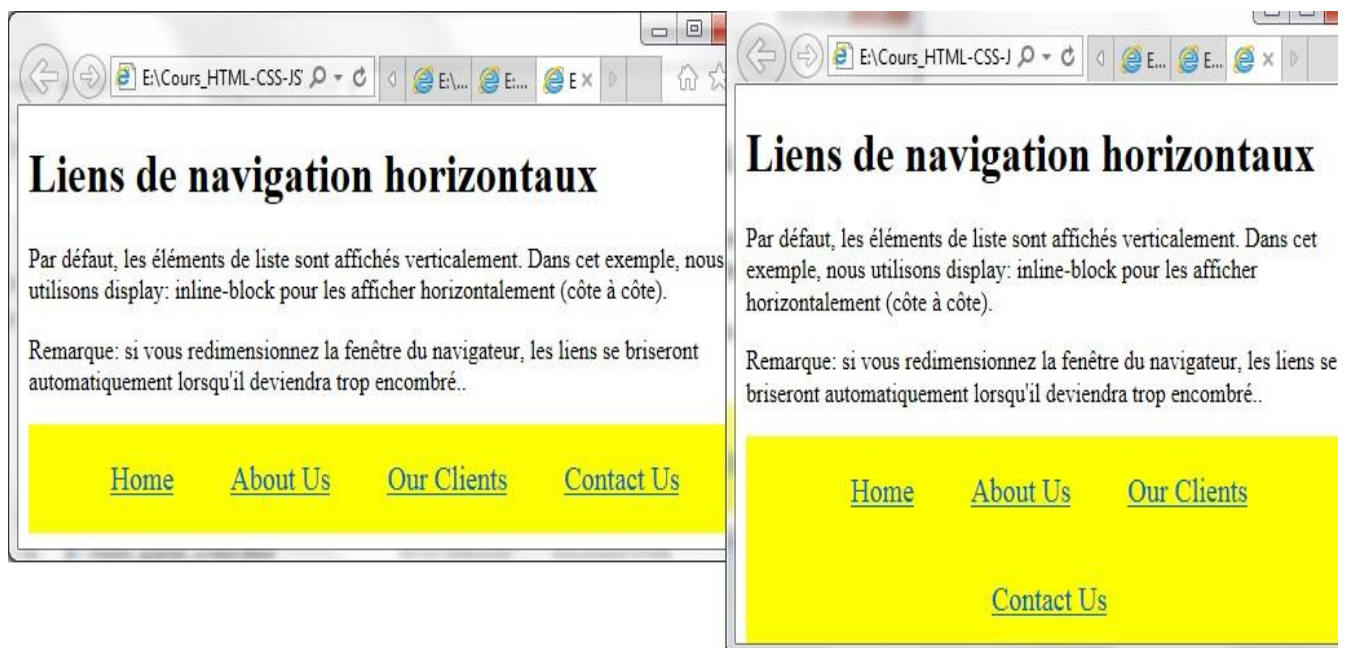 E:\Cours_HTML-CSS-JS
E:\...
E:...
E
Liens de navigation horizontaux
Par défaut, les éléments de liste sont affichés verticalement. Dans cet exemple, nous
utilisons display: inline-block pour les afficher horizontalement (côte à côte).
Remarque: si vous redimensionnez la fenêtre du navigateur, les liens se briseront
automatiquement lorsqu'il deviendra trop encombré..
Home About Us Our Clients Contact Us
E:\Cours_HTML-CSS-J
E...
E...
Liens de navigation horizontaux
Par défaut, les éléments de liste sont affichés verticalement. Dans cet
exemple, nous utilisons display: inline-block pour les afficher
horizontalement (côte à côte).
Remarque: si vous redimensionnez la fenêtre du navigateur, les liens se
briseront automatiquement lorsqu'il deviendra trop encombré..
Home About Us Our Clients
Contact Us